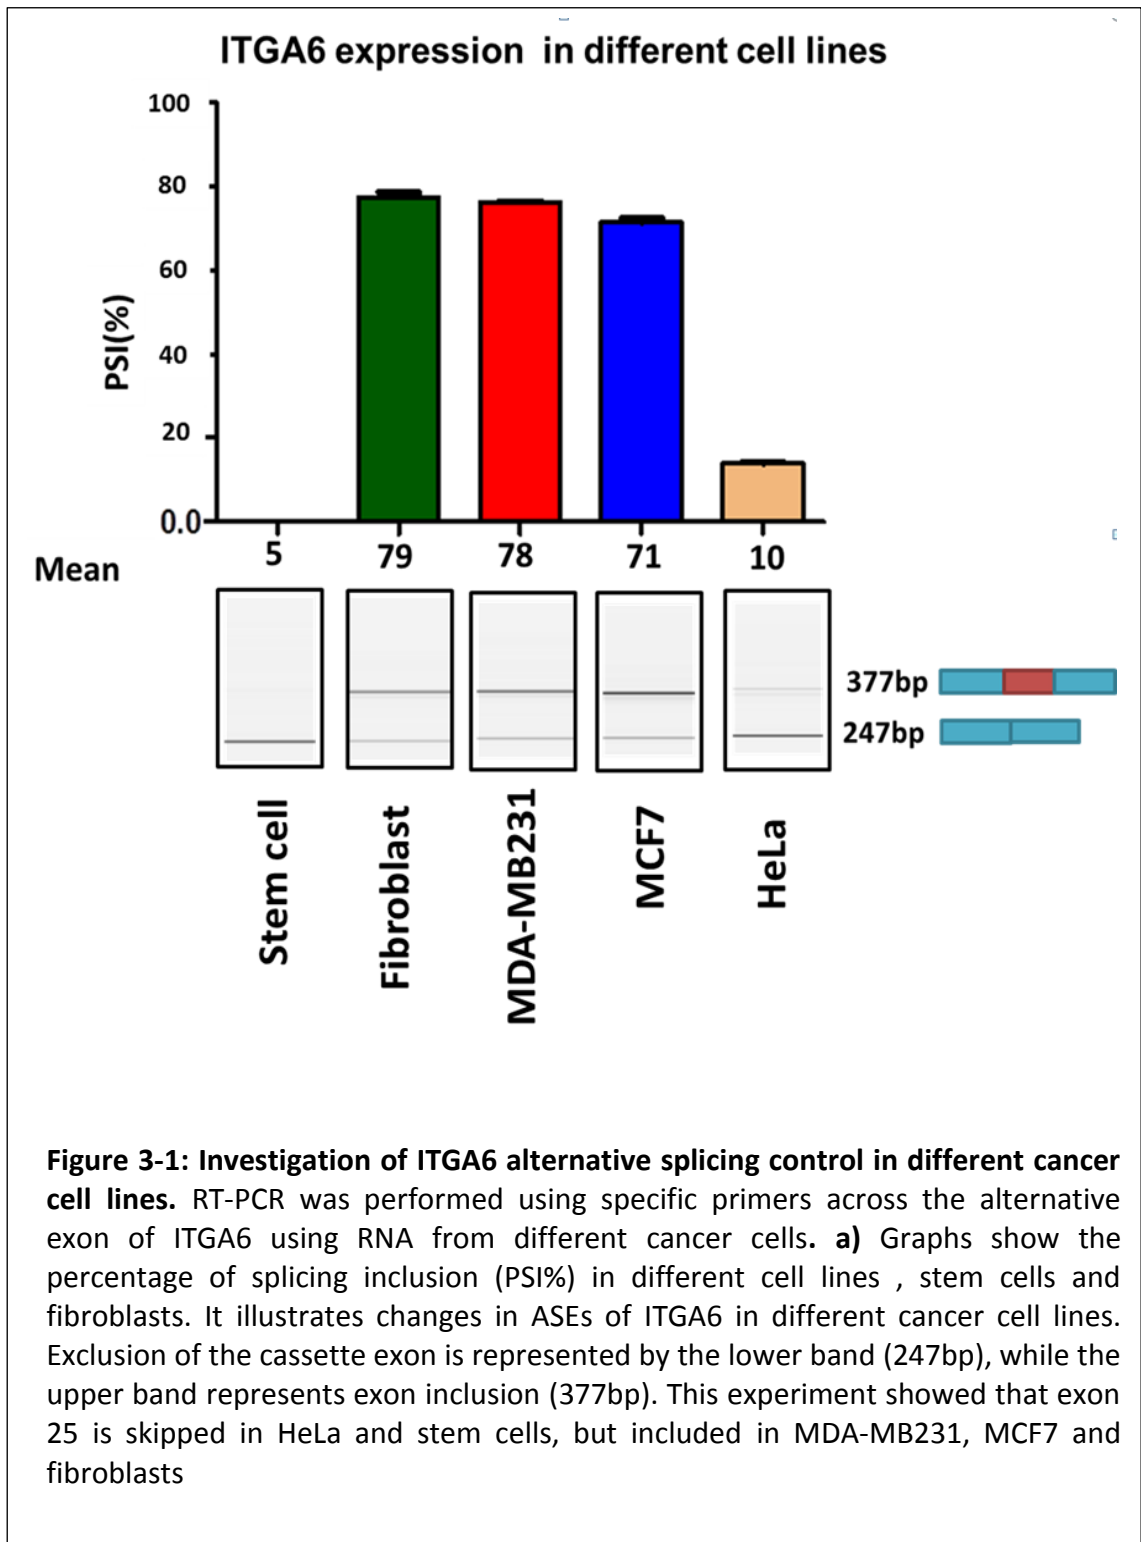 ITGA6 expression  in different cell lines
100
80
60
40
20
0.0
PSI(%)
Mean
5 79 78 71 10
377bp
247bp
Stem cell
Fibroblast
MDA-MB231
MCF7
HeLa
Figure 3-1: Investigation of ITGA6 alternative splicing control in different cancer
cell lines. RT-PCR was performed using specific primers across the alternative
exon of ITGA6 using RNA from different cancer cells. a) Graphs show the
percentage of splicing inclusion (PSI%) in different cell lines , stem cells and
fibroblasts. It illustrates changes in ASEs of ITGA6 in different cancer cell lines.
Exclusion of the cassette exon is represented by the lower band (247bp), while the
upper band represents exon inclusion (377bp). This experiment showed that exon
25 is skipped in HeLa and stem cells, but included in MDA-MB231, MCF7 and
fibroblasts